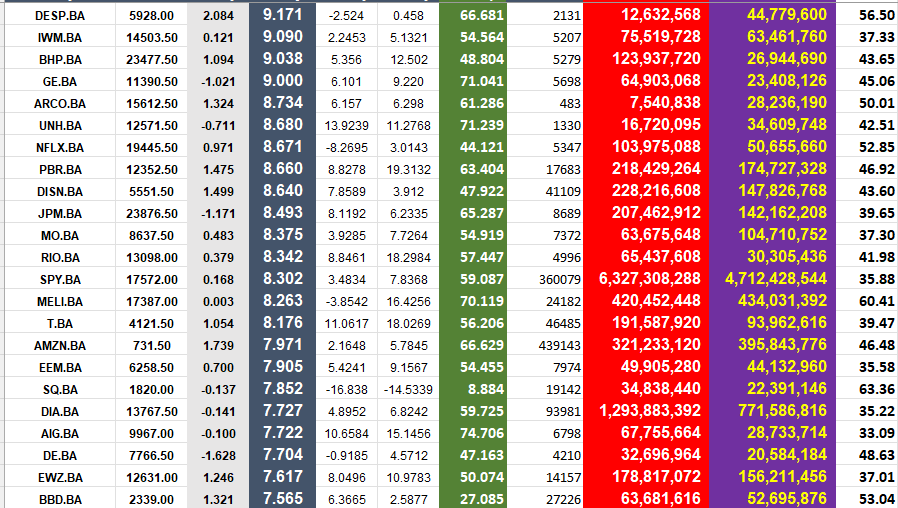 DESP.BA 5928.00 2.084 9.171 -2.524 0.458 66.681 2131 12,632,568 44,779,600 56.50
IWM.BA 14503.50 0.121 9.090 2.2453 5.1321 54.564 5207 75,519,728 63,461,760 37.33
BHP.BA 23477.50 1.094 9.038 5.356 12.502 48.804 5279 123,937,720 26,944,690 43.65
GE.BA 11390.50 -1.021 9.000 6.101 9.220 71.041 5698 64,903,068 23,408,126 45.06
ARCO.BA 15612.50 1.324 8.734 6.157 6.298 61.286 483 7,540,838 28,236,190 50.01
UNH.BA 12571.50 -0.711 8.680 13.9239 11.2768 71.239 1330 16,720,095 34,609,748 42.51
NFLX.BA 19445.50 0.971 8.671 -8.2695 3.0143 44.121 5347 103,975,088 50,655,660 52.85
PBR.BA 12352.50 1.475 8.660 8.8278 19.3132 63.404 17683 218,429,264 174,727,328 46.92
DISN.BA 5551.50 1.499 8.640 7.8589 3.912 47.922 41109 228,216,608 147,826,768 43.60
JPM.BA 23876.50 -1.171 8.493 8.1192 6.2335 65.287 8689 207,462,912 142,162,208 39.65
MO.BA 8637.50 0.483 8.375 3.9285 7.7264 54.919 7372 63,675,648 104,710,752 37.30
RIO.BA 13098.00 0.379 8.342 8.8461 18.2984 57.447 4996 65,437,608 30,305,436 41.98
SPY.BA 17572.00 0.168 8.302 3.4834 7.8368 59.087 360079 6,327,308,288 4,712,428,544 35.88
MELI.BA 17387.00 0.003 8.263 -3.8542 16.4256 70.119 24182 420,452,448 434,031,392 60.41
T.BA 4121.50 1.054 8.176 11.0617 18.0269 56.206 46485 191,587,920 93,962,616 39.47
AMZN.BA 731.50 1.739 7.971 2.1648 5.7845 66.629 439143 321,233,120 395,843,776 46.48
EEM.BA 6258.50 0.700 7.905 5.4241 9.1567 54.455 7974 49,905,280 44,132,960 35.58
SQ.BA 1820.00 -0.137 7.852 -16.838 -14.5339 8.884 19142 34,838,440 22,391,146 63.36
DIA.BA 13767.50 -0.141 7.727 4.8952 6.8242 59.725 93981 1,293,883,392 771,586,816 35.22
AIG.BA 9967.00 -0.100 7.722 10.6584 15.1456 74.706 6798 67,755,664 28,733,714 33.09
DE.BA 7766.50 -1.628 7.704 -0.9185 4.5712 47.163 4210 32,696,964 20,584,184 48.63
EWZ.BA 12631.00 1.246 7.617 8.0496 10.9783 50.074 14157 178,817,072 156,211,456 37.01
BBD.BA 2339.00 1.321 7.565 6.3665 2.5877 27.085 27226 63,681,616 52,695,876 53.04